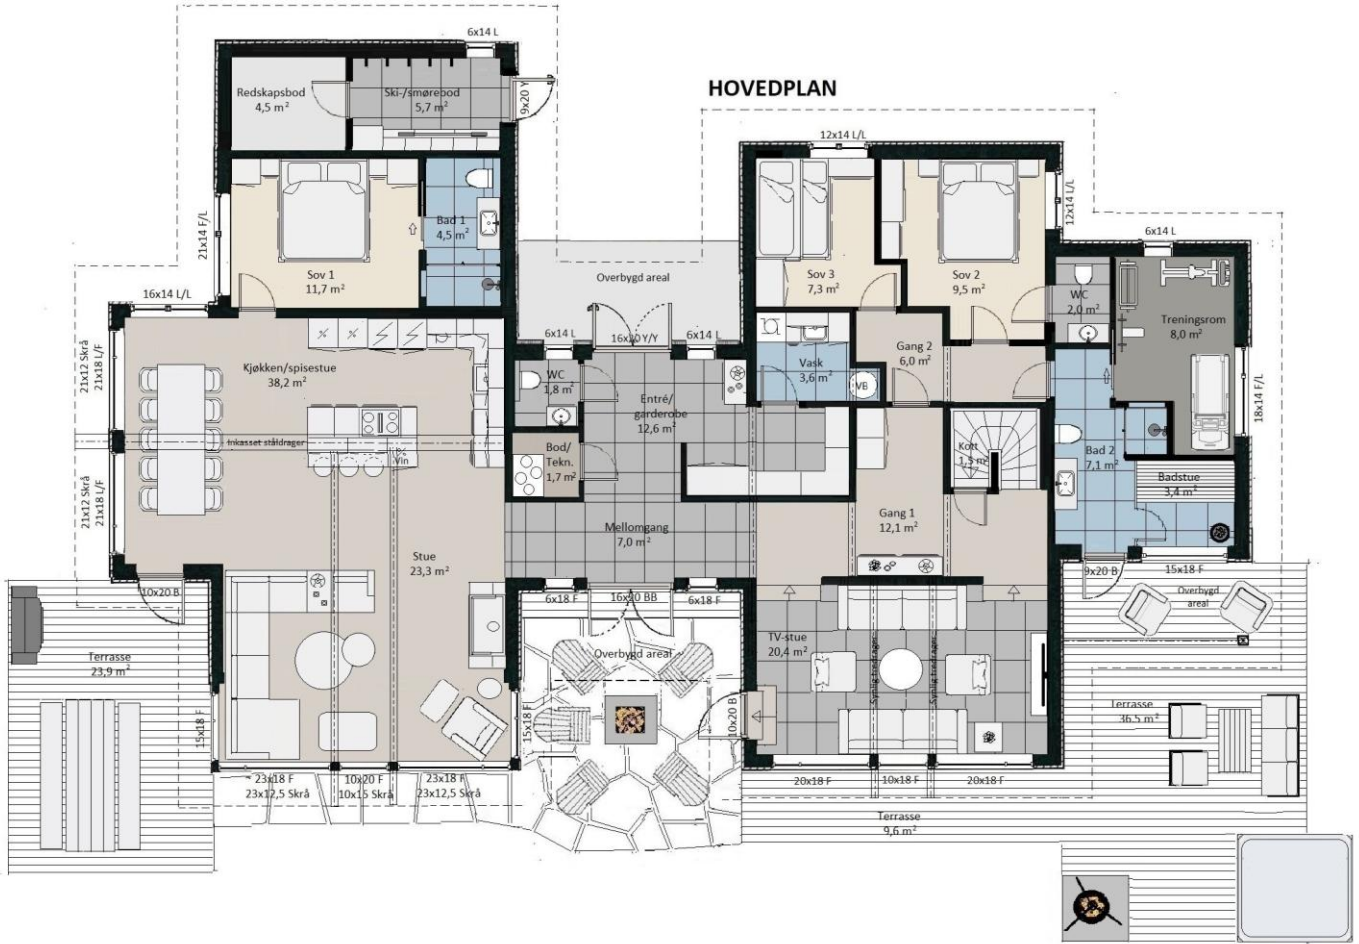 HOVEDPLAN
6x14 L
Redskapsbod
4,5 m²
Ski-/smørebod
5,7 m²
9x20 Y
21x14 F/L
Sov 1
11,7 m²
Bad 1
4,5 m²
Overbygd areal
12x14 L/L
Sov 3
7,3 m²
Sov 2
9,5 m²
12x14 L/L
6x14 L
WC
2,0 m²
Treningsrom
8,0 m²
18x14 F/L
16x14 L/L
21x12 Skrå
21x18 L/F
Kjøkken/spisestue
38,2 m²
6x14 L
16x20 Y/Y
6x14 L
WC
1,8 m²
Entré/
garderobe
12,6 m²
Vask
3,6 m²
VB
Gang 2
6,0 m²
Inkasset ståldrager
Vin
Bod/
Tekn.
1,7 m²
Kott
1,5 m²
Bad 2
7,1 m²
Badstue
3,4 m²
21x12 Skrå
21x18 L/F
Mellomgang
7,0 m²
Gang 1
12,1 m²
Stue
23,3 m²
10x20 B
6x18 F
16x20 BB
6x18 F
9x20 B
15x18 F
Overbygd
areal
Terrasse
23,9 m²
Overbygd areal
TV-stue
20,4 m²
Synlig tredrager
Synlig tredrager
15x18 F
15x18 F
10x20 B
Terrasse
36,5 m²
23x18 F
23x12,5 Skrå
10x20 F
10x15 Skrå
23x18 F
23x12,5 Skrå
20x18 F
10x18 F
20x18 F
Terrasse
9,6 m²